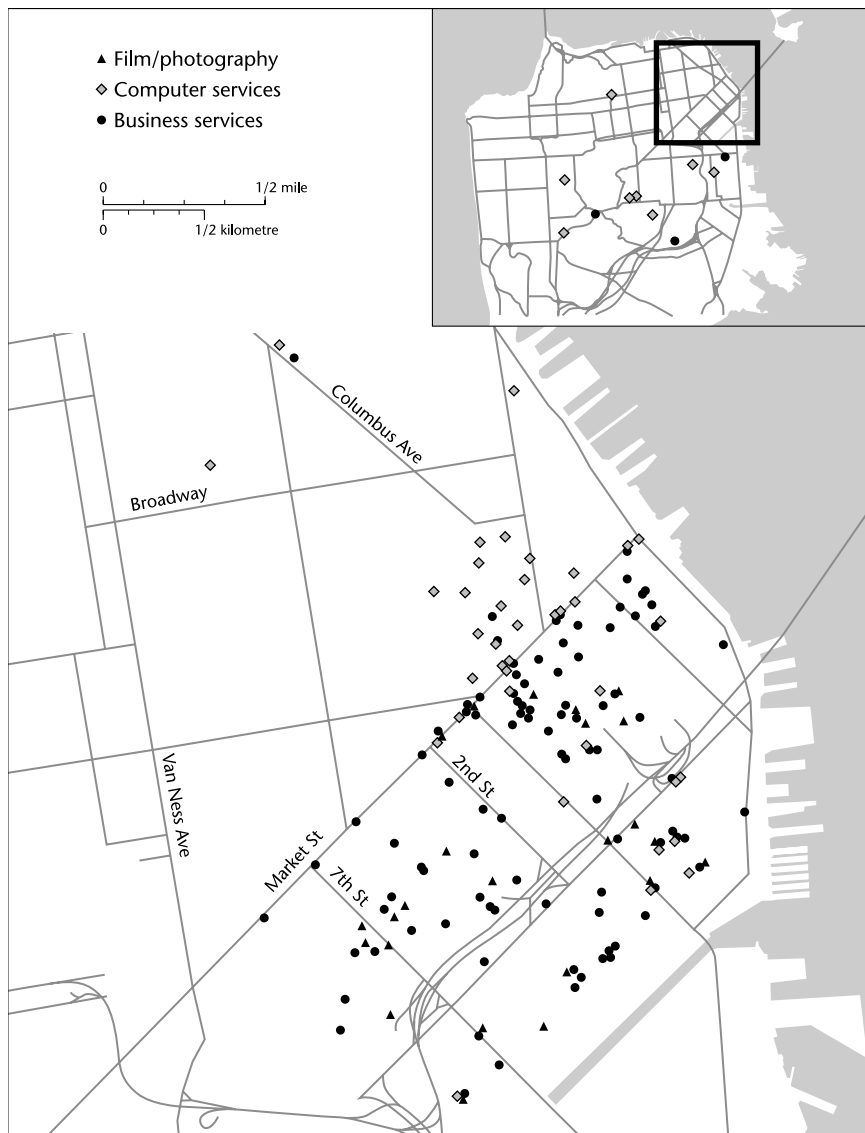 Film/photography
Computer services
Business services
0 1/2 mile
0 1/2 kilometre
Columbus Ave
Broadway
Van Ness Ave
2nd St
Market St
7th St